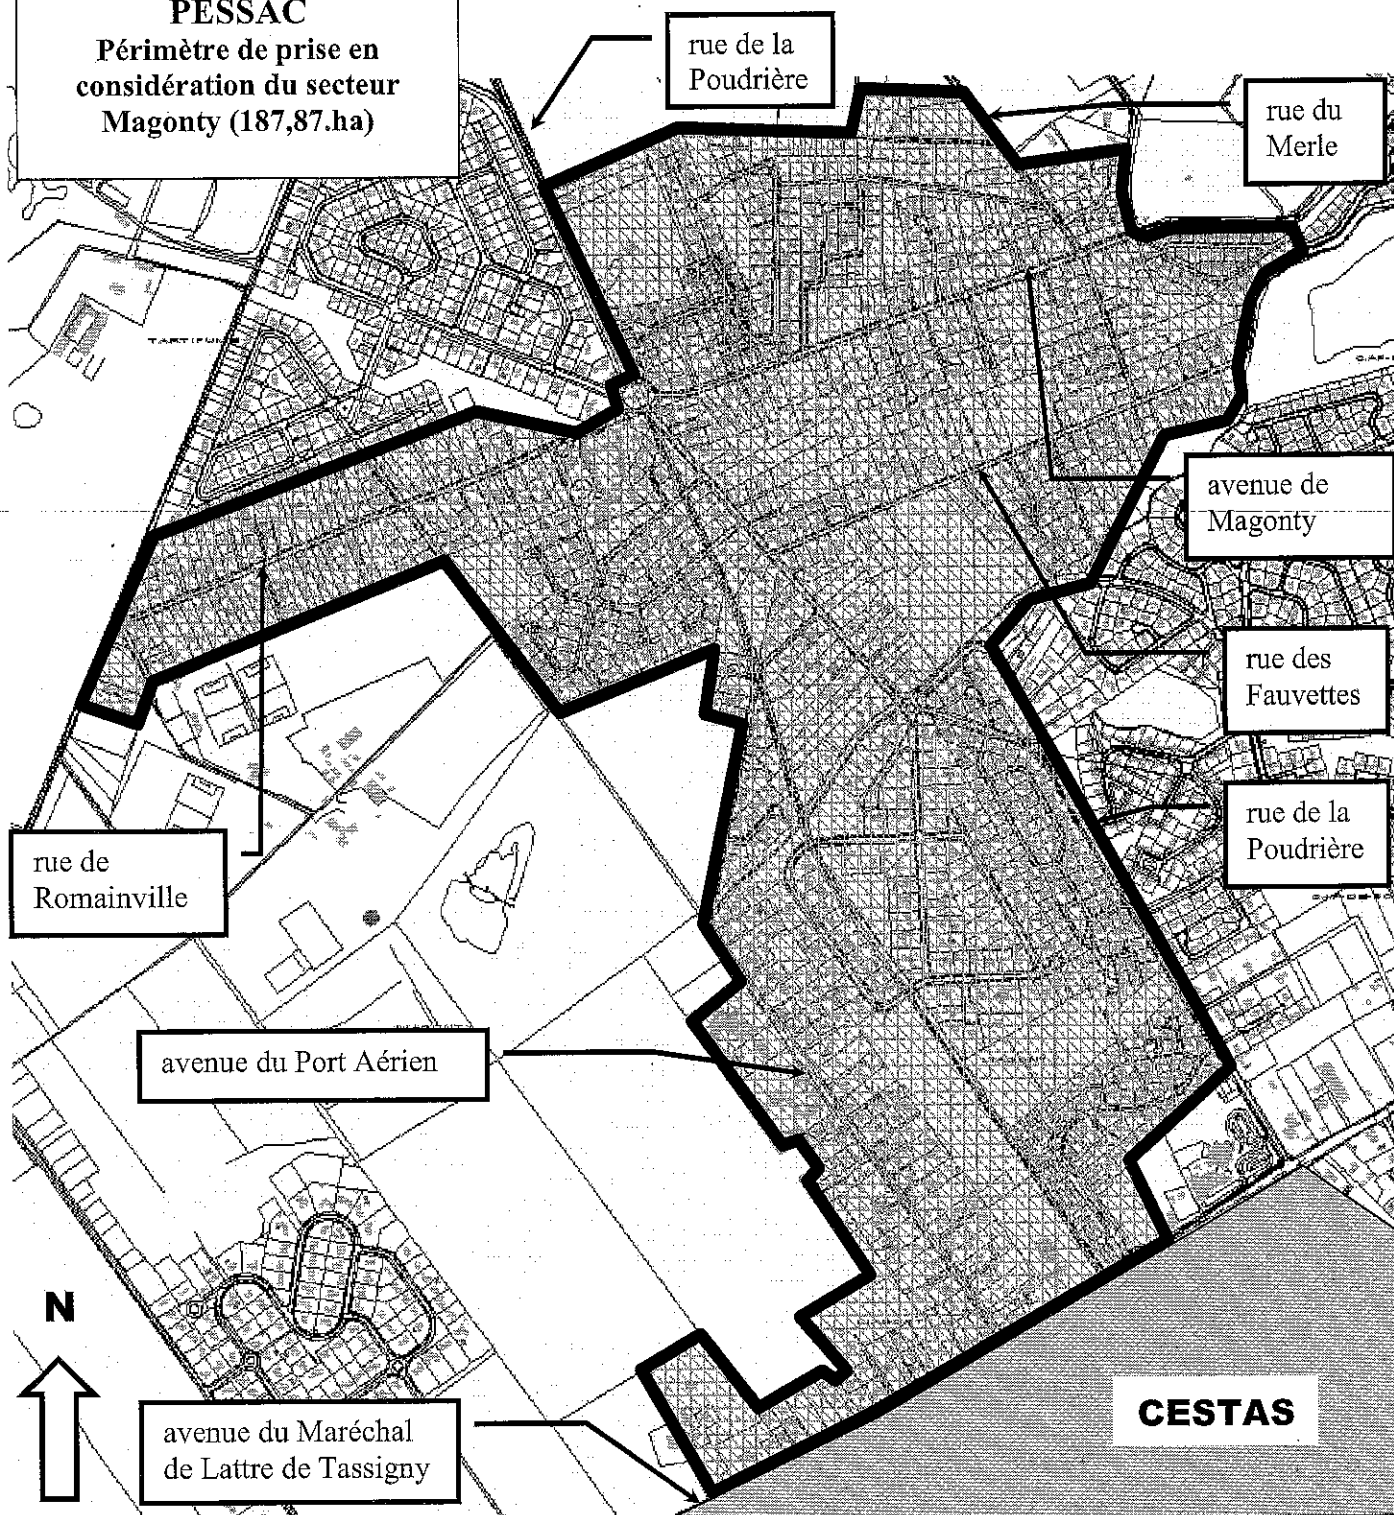 PESSAC
Périmètre de prise en
considération du secteur
Magonty (187,87.ha)
rue de la
Poudrière
rue du
Merle
avenue de
Magonty
rue des
Fauvettes
rue de la
Poudrière
rue de
Romainville
avenue du Port Aérien
avenue du Maréchal
de Lattre de Tassigny
N
CESTAS